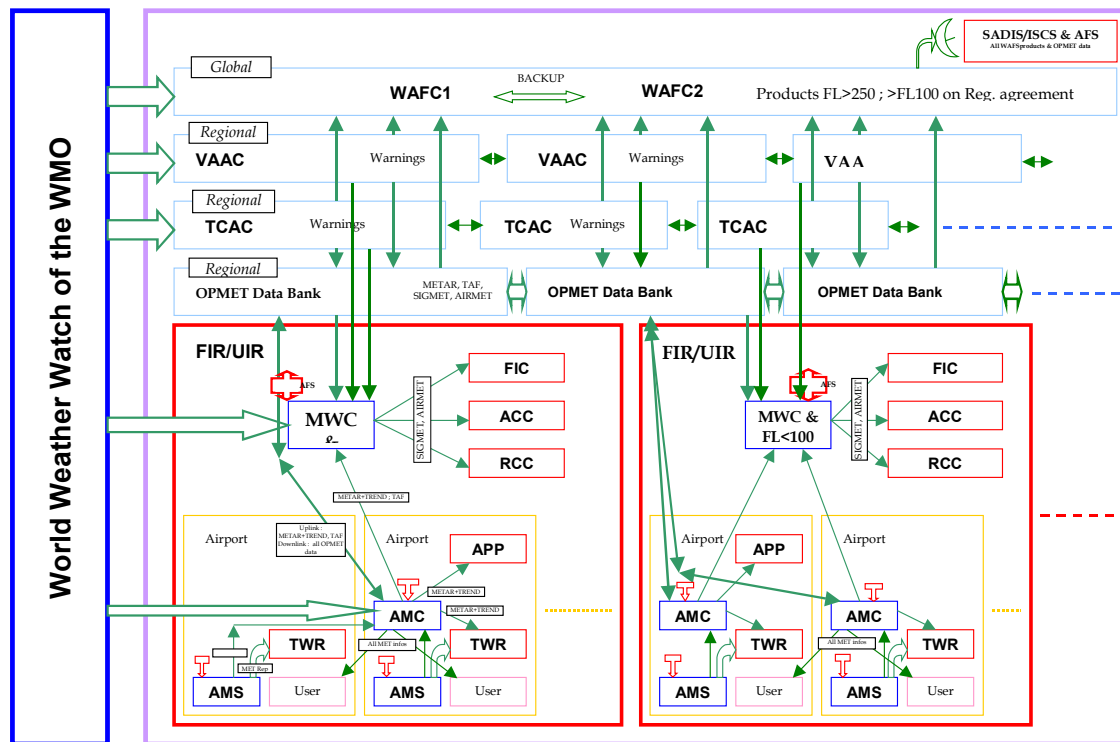 World Weather Watch of the WMO
SADIS/ISCS & AFS
All WAFSproducts & OPMET data
Global
BACKUP
WAFC1
WAFC2
Products FL>250 ; >FL100 on Reg. agreement
Regional
VAAC
Warnings
VAAC
Warnings
VAA
Regional
TCAC
Warnings
TCAC
Warnings
TCAC
Regional
OPMET Data Bank
METAR, TAF,
SIGMET, AIRMET
OPMET Data Bank
OPMET Data Bank
FIR/UIR
AFS
MWC
SIGMET, AIRMET
FIC
ACC
RCC
METAR+TREND ; TAF
Uplink :
METAR+TREND, TAF
Downlink : all OPMET
data
Airport
Airport
APP
METAR+TREND
AMC
METAR+TREND
TWR
TWR
All MET infos
MET Rep
AMS
User
AMS
User
FIR/UIR
AFS
MWC &
FL<100
SIGMET, AIRMET
FIC
ACC
RCC
Airport
Airport
APP
AMC
AMC
TWR
TWR
All MET infos
AMS
User
AMS
User